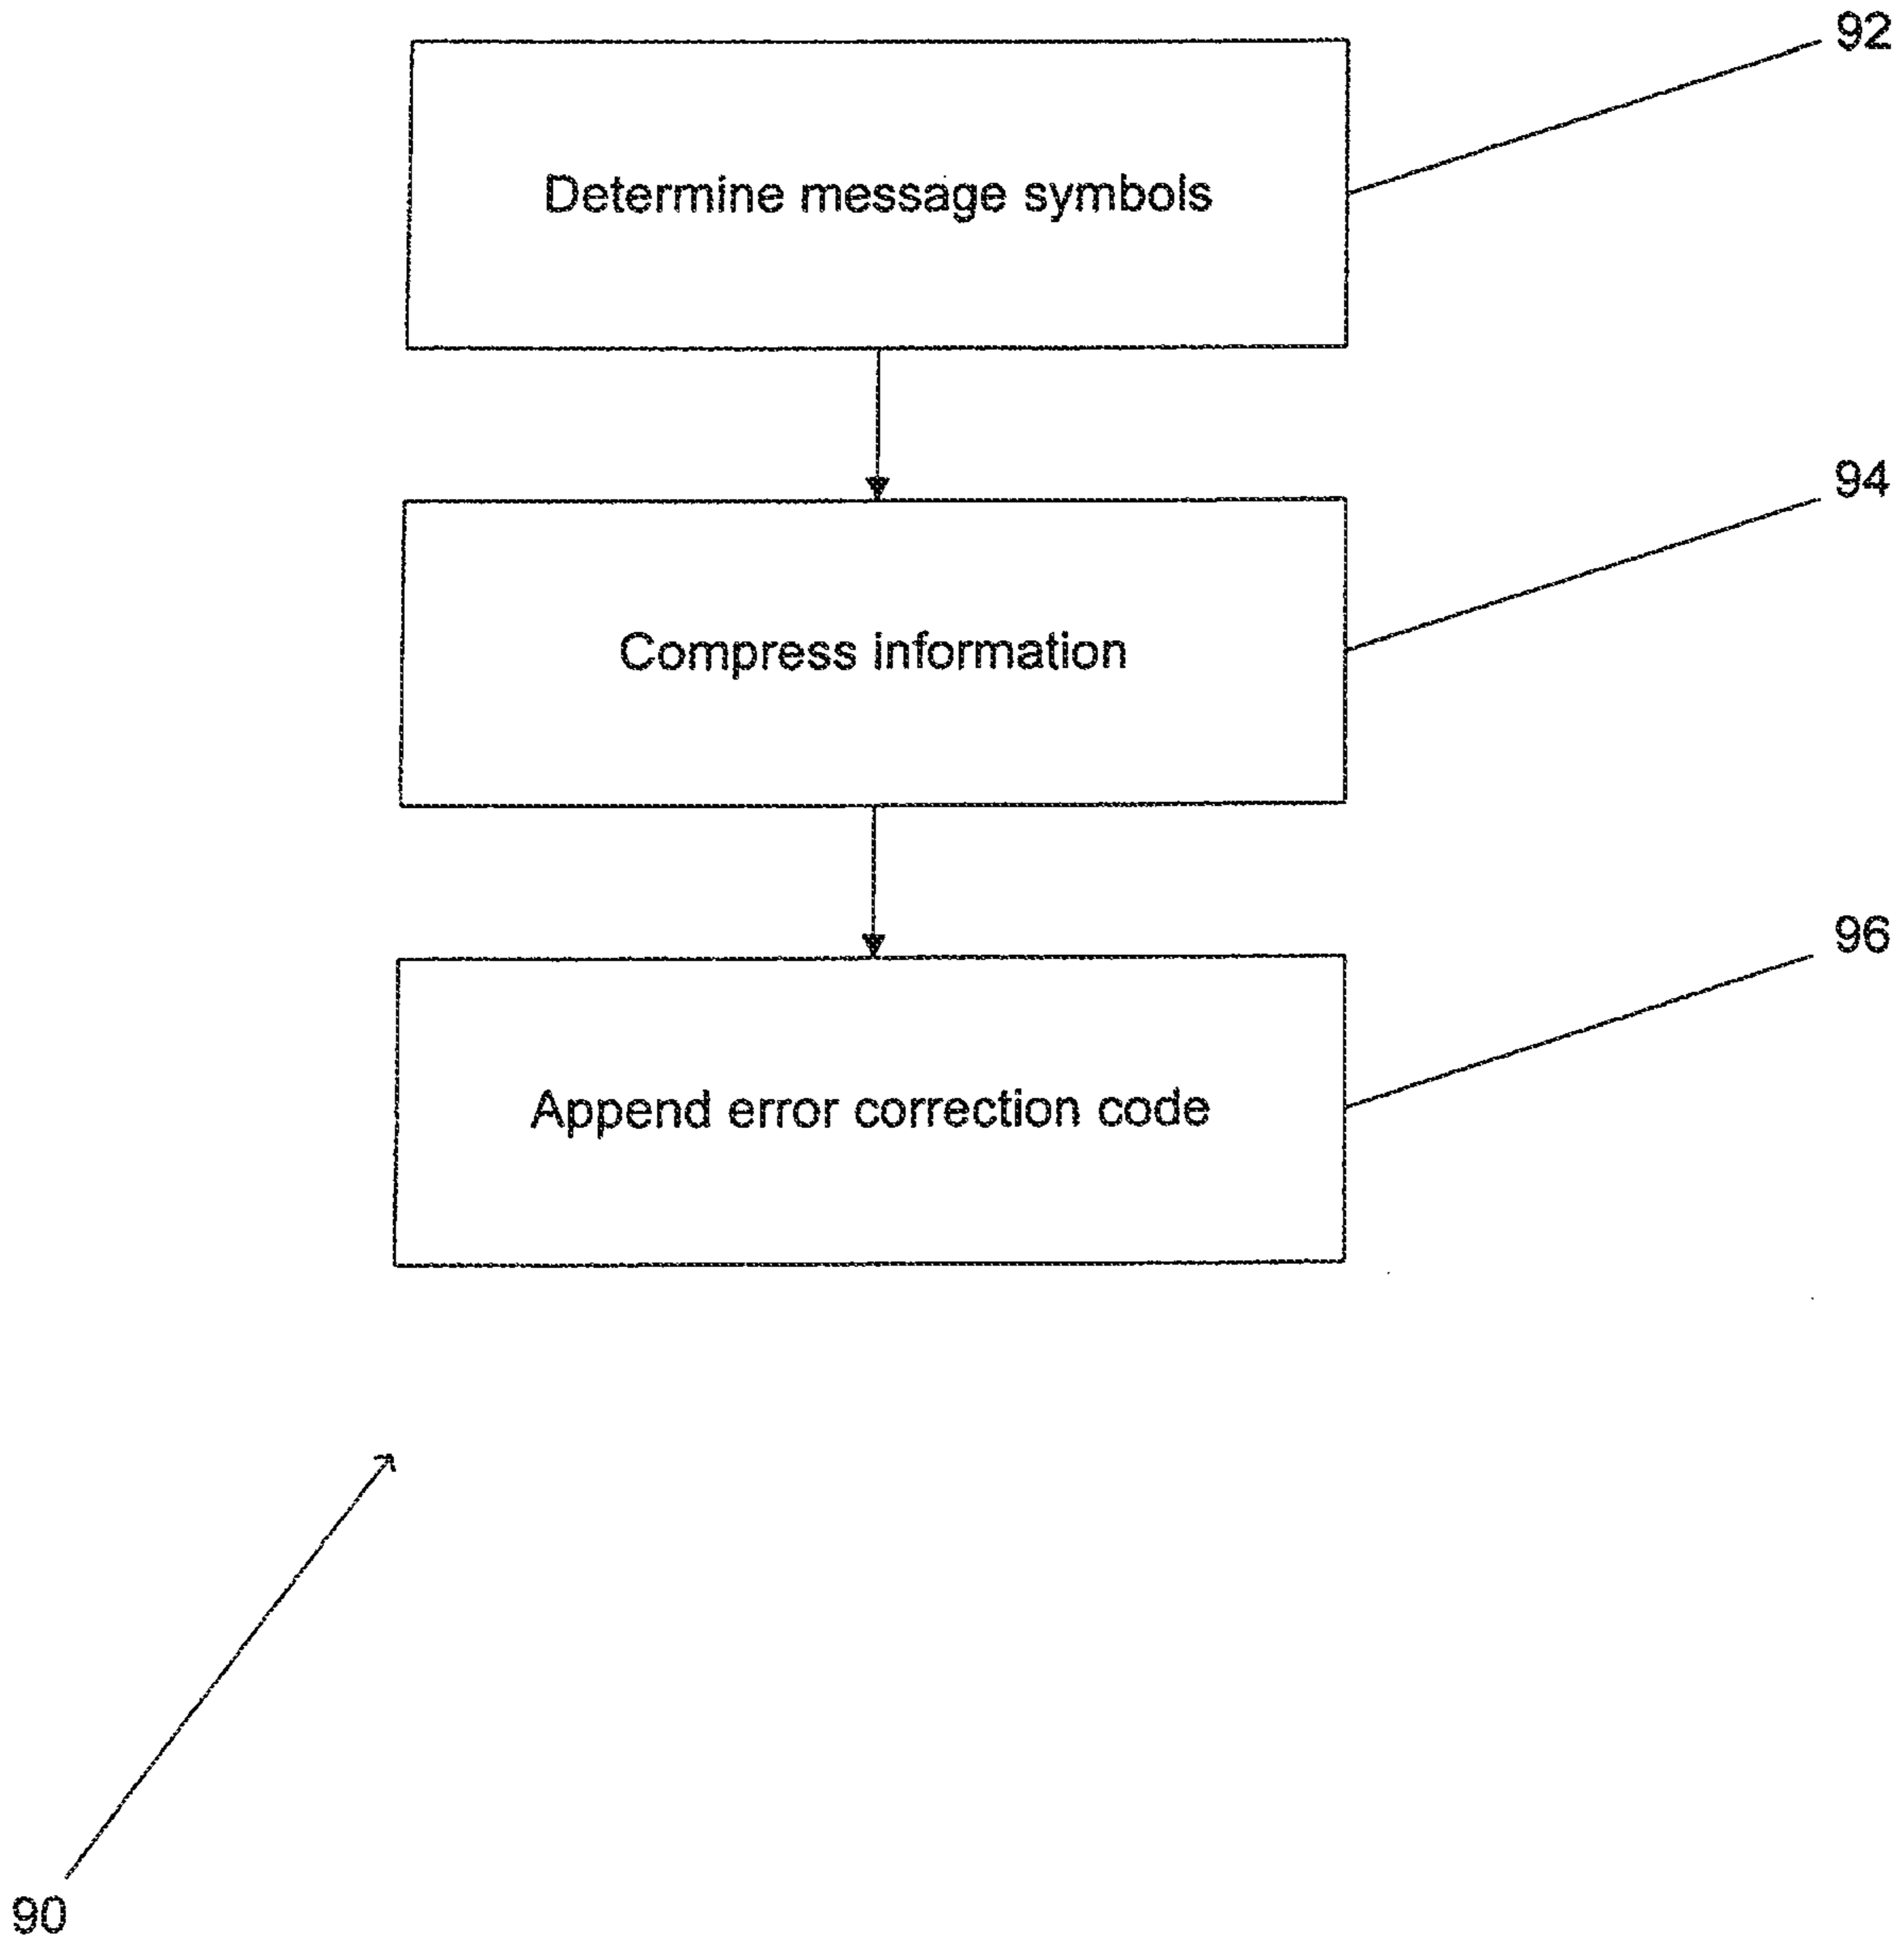 92
Determine message symbols
94
Compress information
96
Append error correction code
90